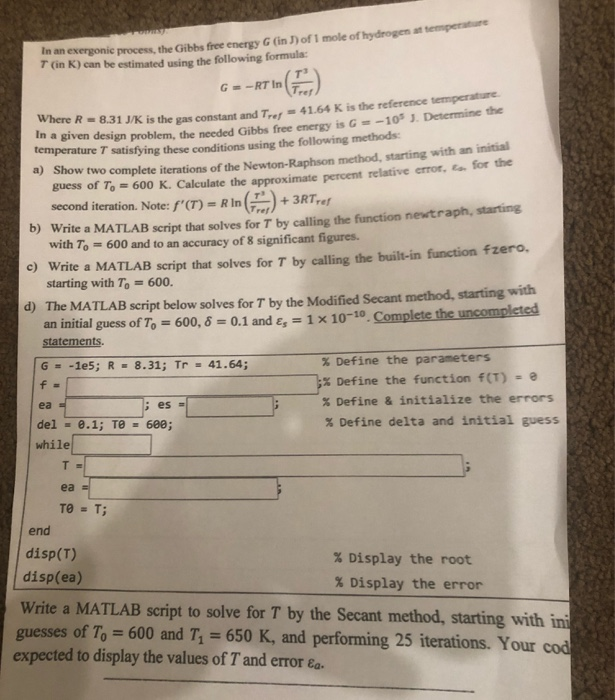 In an exergonic process, the Gibbs free energy G (in J) of 1 mole of hydrogen at temperature
T (in K) can be estimated using the following formula:
G = −RT ln (T³/Tref)
Where R = 8.31 J/K is the gas constant and Tref = 41.64 K is the reference temperature.
In a given design problem, the needed Gibbs free energy is G = −10⁵ J. Determine the
temperature T satisfying these conditions using the following methods:
a) Show two complete iterations of the Newton-Raphson method, starting with an initial
guess of T₀ = 600 K. Calculate the approximate percent relative error, εₐ, for the
second iteration. Note: f'(T) = R ln (T³/Tref) + 3RTref
b) Write a MATLAB script that solves for T by calling the function newtraph, starting
with T₀ = 600 and to an accuracy of 8 significant figures.
c) Write a MATLAB script that solves for T by calling the built-in function fzero,
starting with T₀ = 600.
d) The MATLAB script below solves for T by the Modified Secant method, starting with
an initial guess of T₀ = 600, δ = 0.1 and εₛ = 1 × 10⁻¹⁰. Complete the uncompleted
statements.
G = -1e5; R = 8.31; Tr = 41.64; % Define the parameters
f = ;% Define the function f(T) = 0
ea = ; es = ; % Define & initialize the errors
del = 0.1; T0 = 600; % Define delta and initial guess
while
T = ;
ea = ;
T0 = T;
end
disp(T) % Display the root
disp(ea) % Display the error
Write a MATLAB script to solve for T by the Secant method, starting with ini
guesses of T₀ = 600 and T₁ = 650 K, and performing 25 iterations. Your cod
expected to display the values of T and error εₐ.